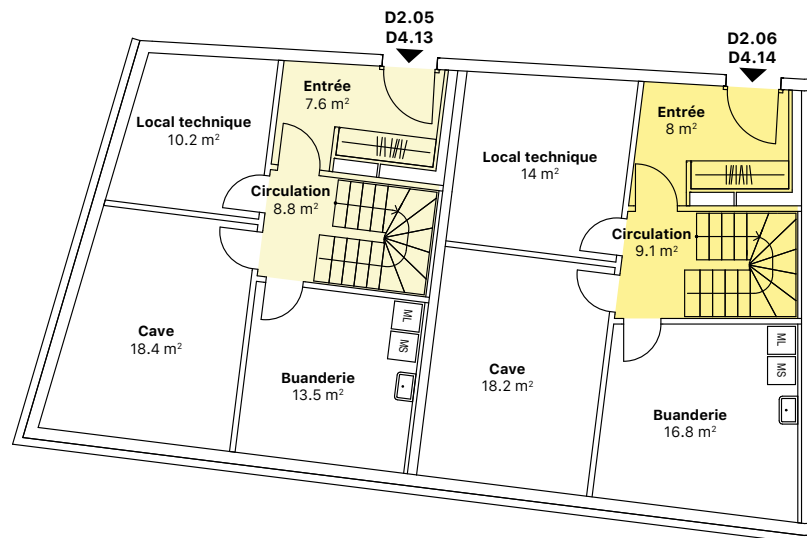 D2.05
D4.13
D2.06
D4.14
Entrée
7.6 m²
Local technique
10.2 m²
Circulation
8.8 m²
Cave
18.4 m²
Buanderie
13.5 m²
ML
MS
Entrée
8 m²
Local technique
14 m²
Circulation
9.1 m²
Cave
18.2 m²
Buanderie
16.8 m²
ML
MS